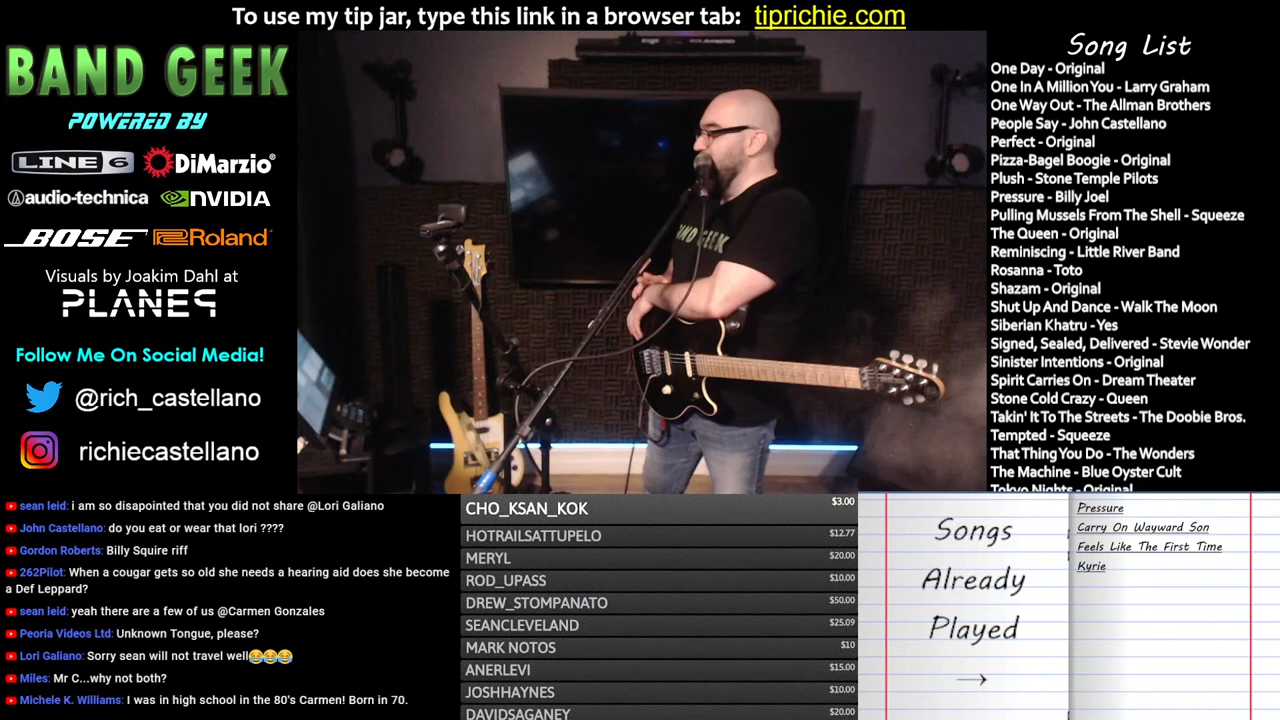 To use my tip jar, type this link in a browser tab: tiprichie.com
BAND GEEK
POWERED BY
LINE 6
DiMarzio
audio-technica
NVIDIA
BOSE
Roland
Visuals by Joakim Dahl at
PLANE9
Follow Me On Social Media!
@rich_castellano
richiecastellano
BAND GEEK
Song List
One Day - Original
One In A Million You - Larry Graham
One Way Out - The Allman Brothers
People Say - John Castellano
Perfect - Original
Pizza-Bagel Boogie - Original
Plush - Stone Temple Pilots
Pressure - Billy Joel
Pulling Mussels From The Shell - Squeeze
The Queen - Original
Reminiscing - Little River Band
Rosanna - Toto
Shazam - Original
Shut Up And Dance - Walk The Moon
Siberian Khatru - Yes
Signed, Sealed, Delivered - Stevie Wonder
Sinister Intentions - Original
Spirit Carries On - Dream Theater
Stone Cold Crazy - Queen
Takin' It To The Streets - The Doobie Bros.
Tempted - Squeeze
That Thing You Do - The Wonders
The Machine - Blue Oyster Cult
Tokyo Nights - Original
sean leid: i am so disapointed that you did not share @Lori Galiano
John Castellano: do you eat or wear that lori ????
Gordon Roberts: Billy Squire riff
262Pilot: When a cougar gets so old she needs a hearing aid does she become
a Def Leppard?
sean leid: yeah there are a few of us @Carmen Gonzales
Peoria Videos Ltd: Unknown Tongue, please?
Lori Galiano: Sorry sean will not travel well😂😂😂
Miles: Mr C...why not both?
Michele K. Williams: I was in high school in the 80's Carmen! Born in 70.
CHO_KSAN_KOK $3.00
HOTRAILSATTUPELO $12.77
MERYL $20.00
ROD_UPASS $10.00
DREW_STOMPANATO $50.00
SEANCLEVELAND $25.09
MARK NOTOS $10
ANERLEVI $15.00
JOSHHAYNES $10.00
DAVIDSAGANEY $20.00
Songs
Already
Played
→
Pressure
Carry On Wayward Son
Feels Like The First Time
Kyrie